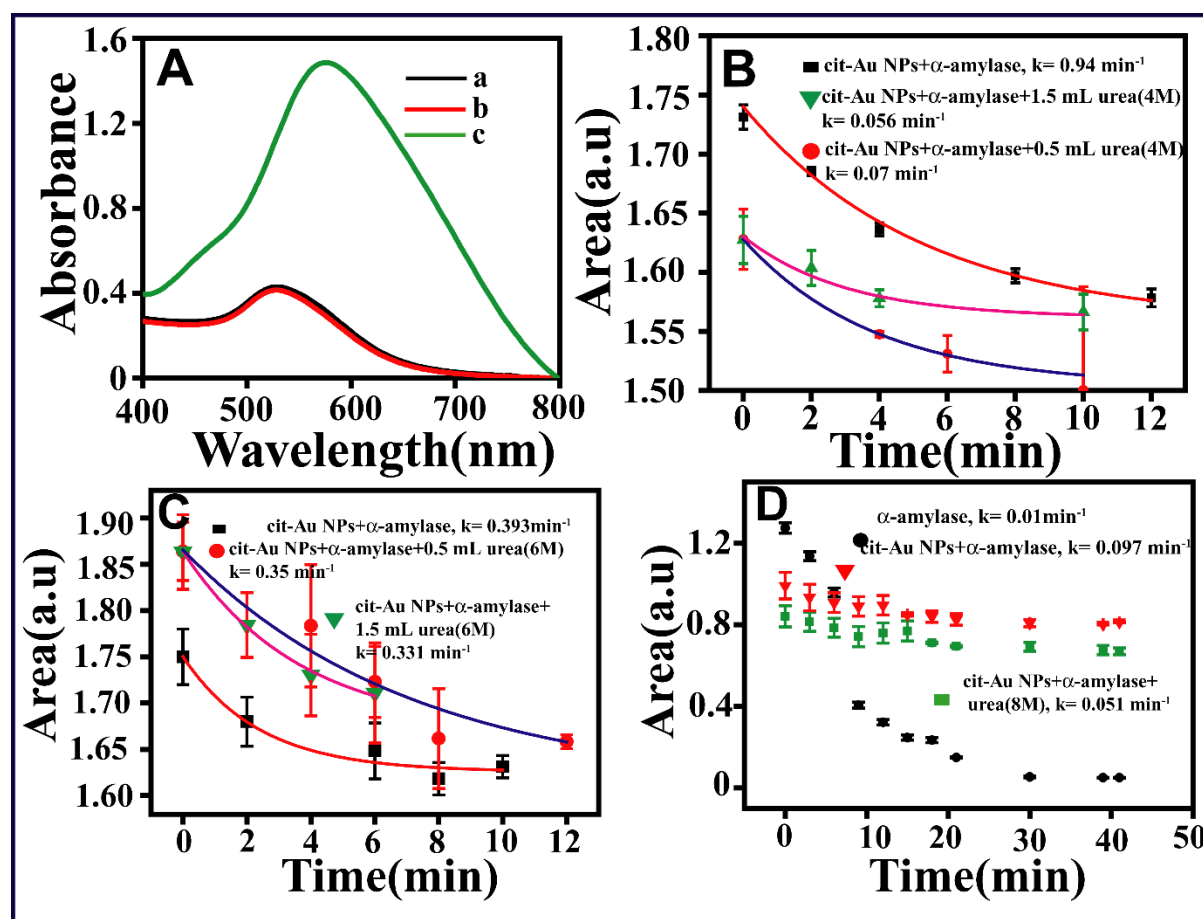 A
a
b
c
1.6
1.2
0.8
0.4
0
400 500 600 700 800
Absorbance
Wavelength(nm)
B
cit-Au NPs+α-amylase, k= 0.94 min⁻¹
cit-Au NPs+α-amylase+1.5 mL urea(4M)
k= 0.056 min⁻¹
cit-Au NPs+α-amylase+0.5 mL urea(4M)
k= 0.07 min⁻¹
1.80
1.75
1.70
1.65
1.60
1.55
1.50
0 2 4 6 8 10 12
Area(a.u)
Time(min)
C
cit-Au NPs+α-amylase, k= 0.393min⁻¹
cit-Au NPs+α-amylase+0.5 mL urea(6M)
k= 0.35 min⁻¹
cit-Au NPs+α-amylase+
1.5 mL urea(6M)
k= 0.331 min⁻¹
1.90
1.85
1.80
1.75
1.70
1.65
1.60
0 2 4 6 8 10 12
Area(a.u)
Time(min)
D
α-amylase, k= 0.01min⁻¹
cit-Au NPs+α-amylase, k= 0.097 min⁻¹
cit-Au NPs+α-amylase+
urea(8M), k= 0.051 min⁻¹
1.2
0.8
0.4
0
0 10 20 30 40 50
Area(a.u)
Time(min)